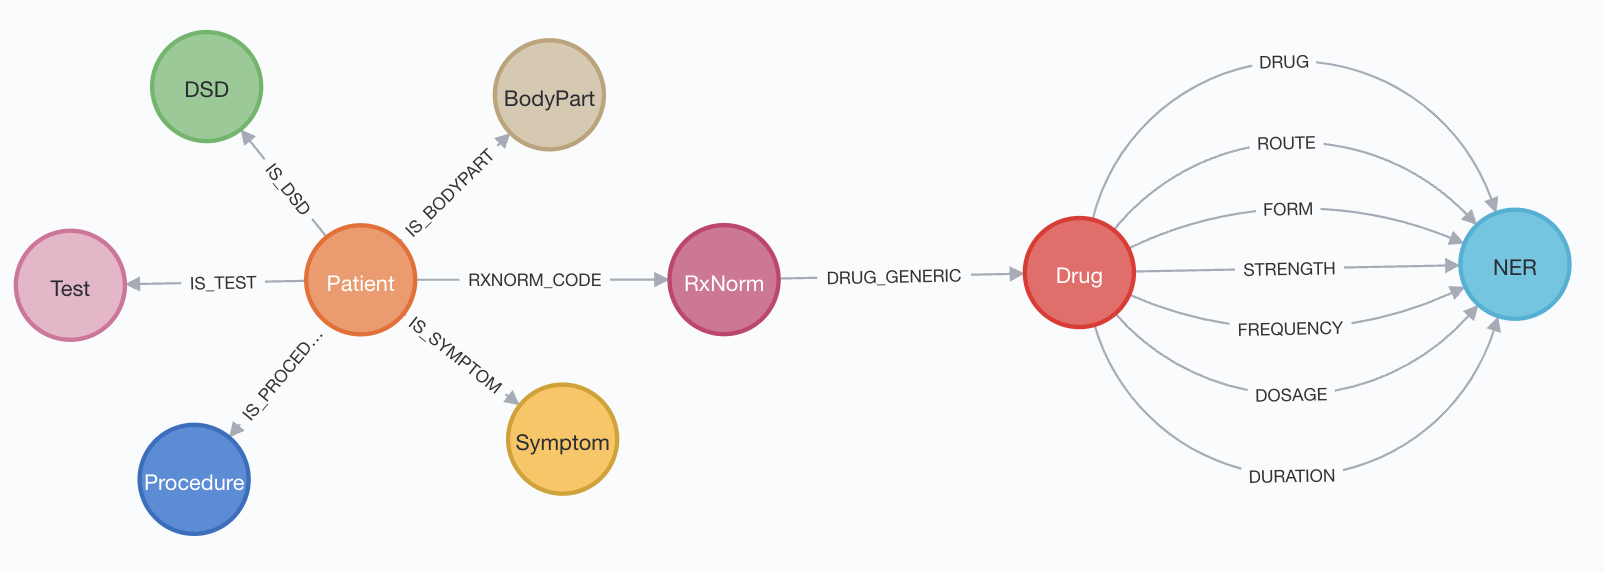 DSD
BodyPart
IS_DSD
IS_BODYPART
Test
IS_TEST
Patient
RXNORM_CODE
RxNorm
DRUG_GENERIC
Drug
IS_PROCED...
IS_SYMPTOM
Procedure
Symptom
DRUG
ROUTE
FORM
STRENGTH
FREQUENCY
DOSAGE
DURATION
NER